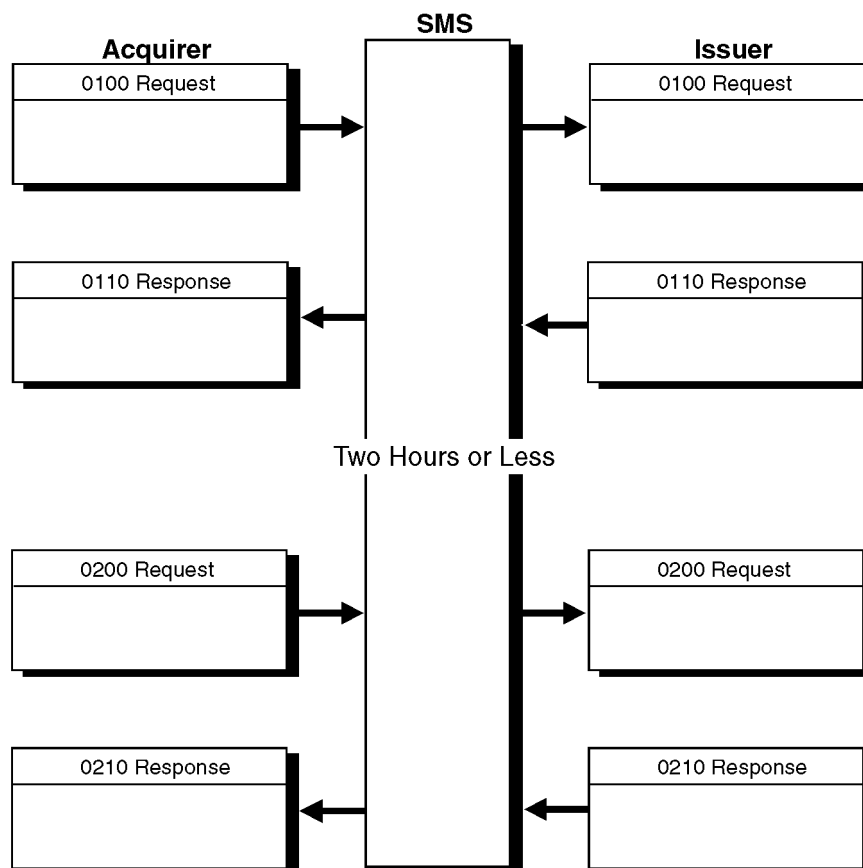 SMS
Acquirer
Issuer
0100 Request
0100 Request
0110 Response
0110 Response
Two Hours or Less
0200 Request
0200 Request
0210 Response
0210 Response